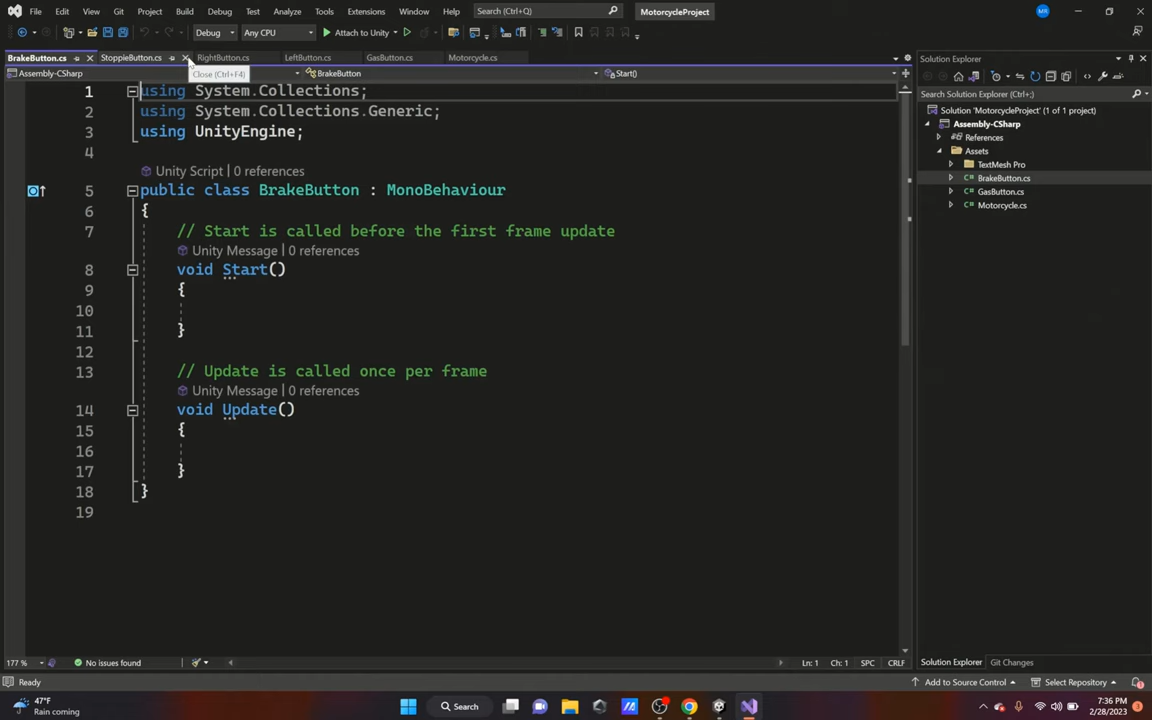 File Edit View Git Project Build Debug Test Analyze Tools Extensions Window Help Search (Ctrl+Q) MotorcycleProject MR
Debug Any CPU Attach to Unity
BrakeButton.cs StoppieButton.cs RightButton.cs LeftButton.cs GasButton.cs Motorcycle.cs
Close (Ctrl+F4)
Assembly-CSharp BrakeButton Start()
1 using System.Collections;
2 using System.Collections.Generic;
3 using UnityEngine;
4
Unity Script | 0 references
5 public class BrakeButton : MonoBehaviour
6 {
7 // Start is called before the first frame update
Unity Message | 0 references
8 void Start()
9 {
10
11 }
12
13 // Update is called once per frame
Unity Message | 0 references
14 void Update()
15 {
16
17 }
18 }
19
177 % No issues found Ln: 1 Ch: 1 SPC CRLF
Solution Explorer
Search Solution Explorer (Ctrl+;)
Solution 'MotorcycleProject' (1 of 1 project)
Assembly-CSharp
References
Assets
TextMesh Pro
BrakeButton.cs
GasButton.cs
Motorcycle.cs
Solution Explorer Git Changes
Ready Add to Source Control Select Repository
47°F
Rain coming
Search
7:36 PM
2/28/2023